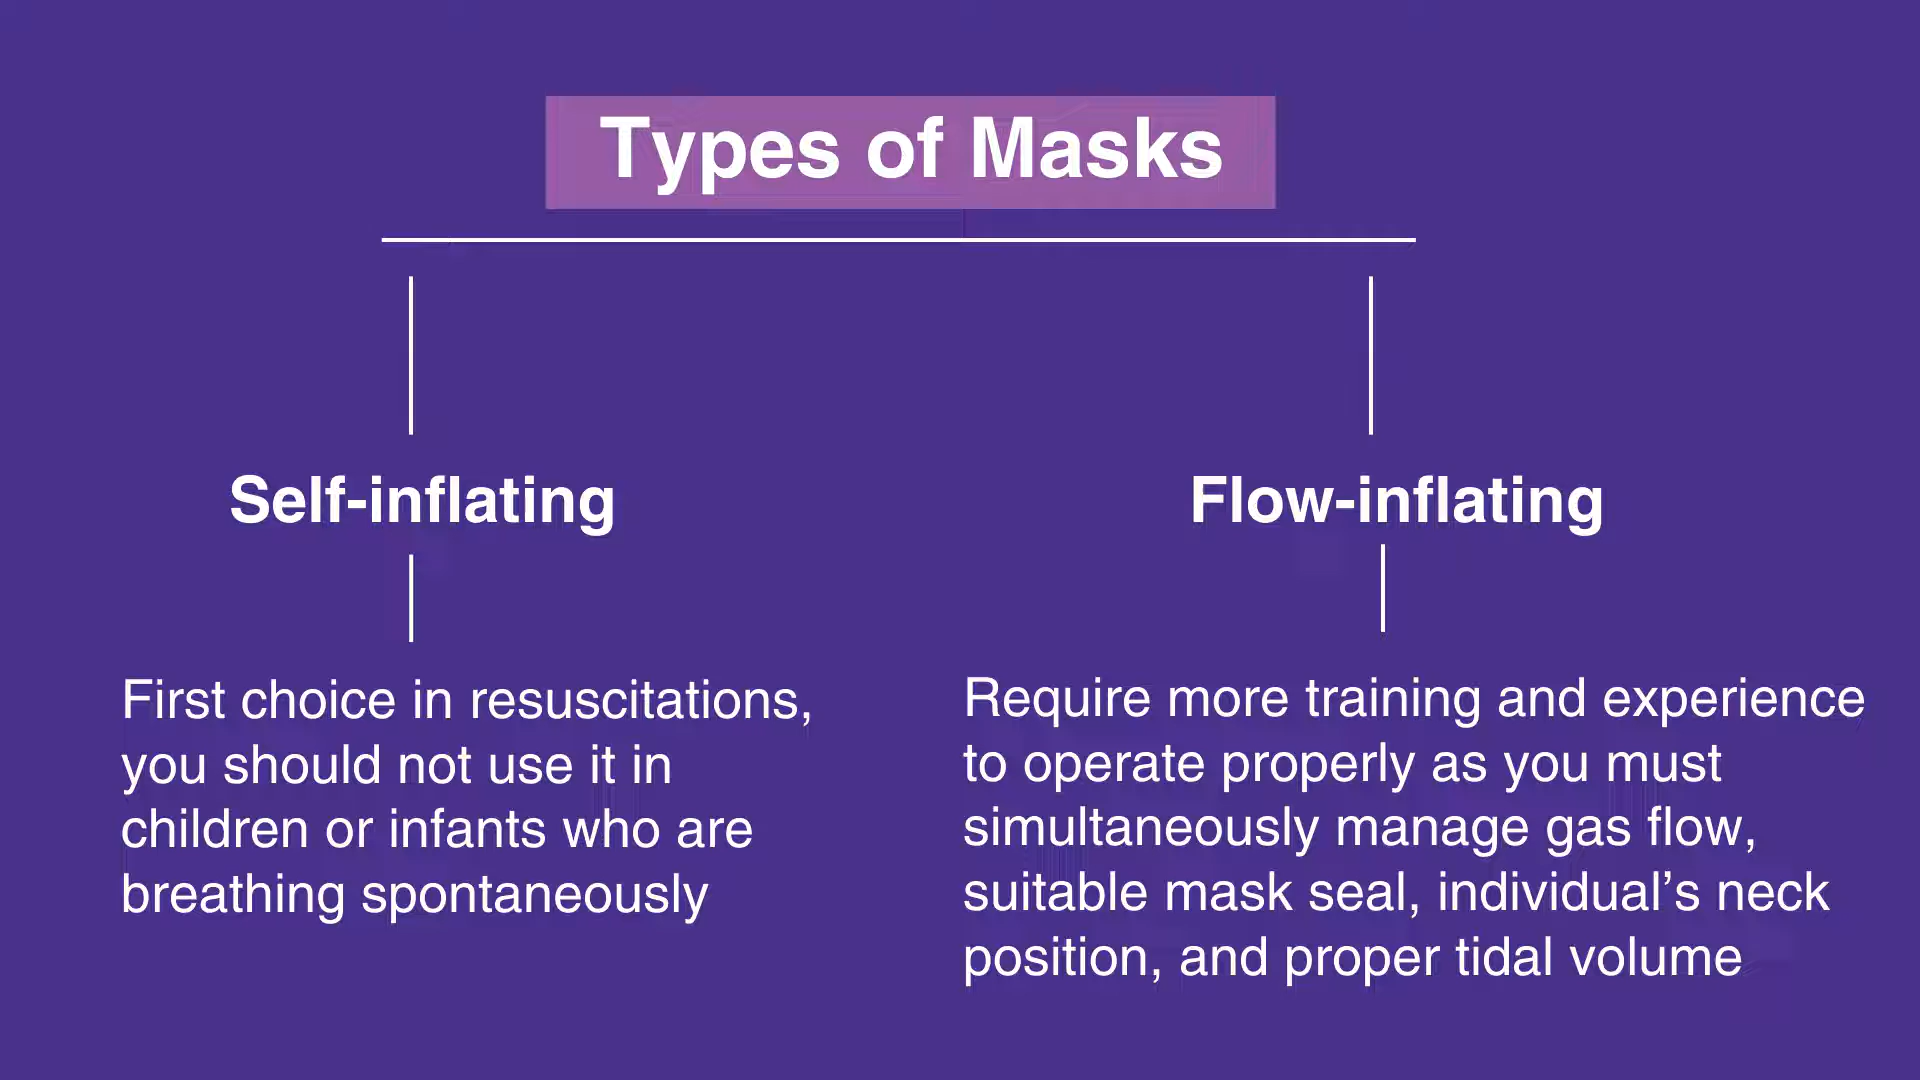 Types of Masks
Self-inflating
Flow-inflating
First choice in resuscitations,
you should not use it in
children or infants who are
breathing spontaneously
Require more training and experience
to operate properly as you must
simultaneously manage gas flow,
suitable mask seal, individual’s neck
position, and proper tidal volume